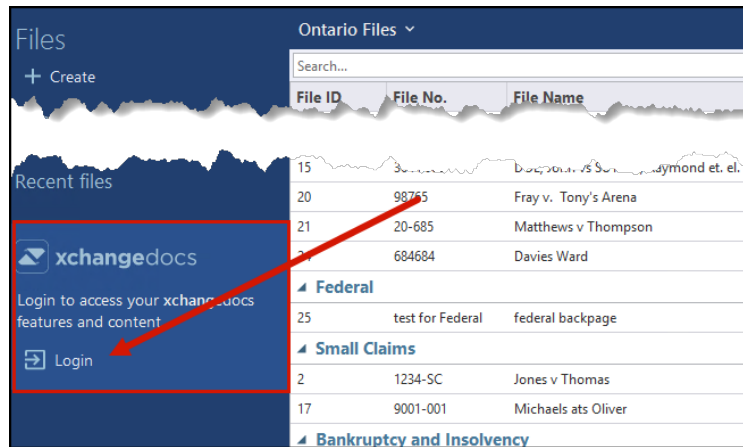 Files
+ Create
Recent files
xchangedocs
Login to access your xchangedocs
features and content
Login
Ontario Files
Search...
File ID File No. File Name
15
20 98765 Fray v. Tony's Arena
21 20-685 Matthews v Thompson
684684 Davies Ward
Federal
25 test for Federal federal backpage
Small Claims
2 1234-SC Jones v Thomas
17 9001-001 Michaels ats Oliver
Bankruptcy and Insolvency